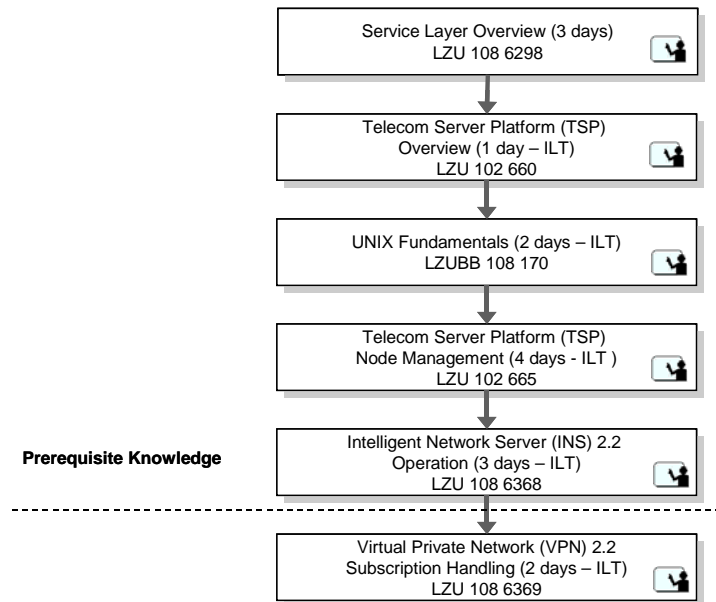 Service Layer Overview (3 days)
LZU 108 6298
Telecom Server Platform (TSP)
Overview (1 day – ILT)
LZU 102 660
UNIX Fundamentals (2 days – ILT)
LZUBB 108 170
Telecom Server Platform (TSP)
Node Management (4 days - ILT )
LZU 102 665
Prerequisite Knowledge
Intelligent Network Server (INS) 2.2
Operation (3 days – ILT)
LZU 108 6368
Virtual Private Network (VPN) 2.2
Subscription Handling (2 days – ILT)
LZU 108 6369